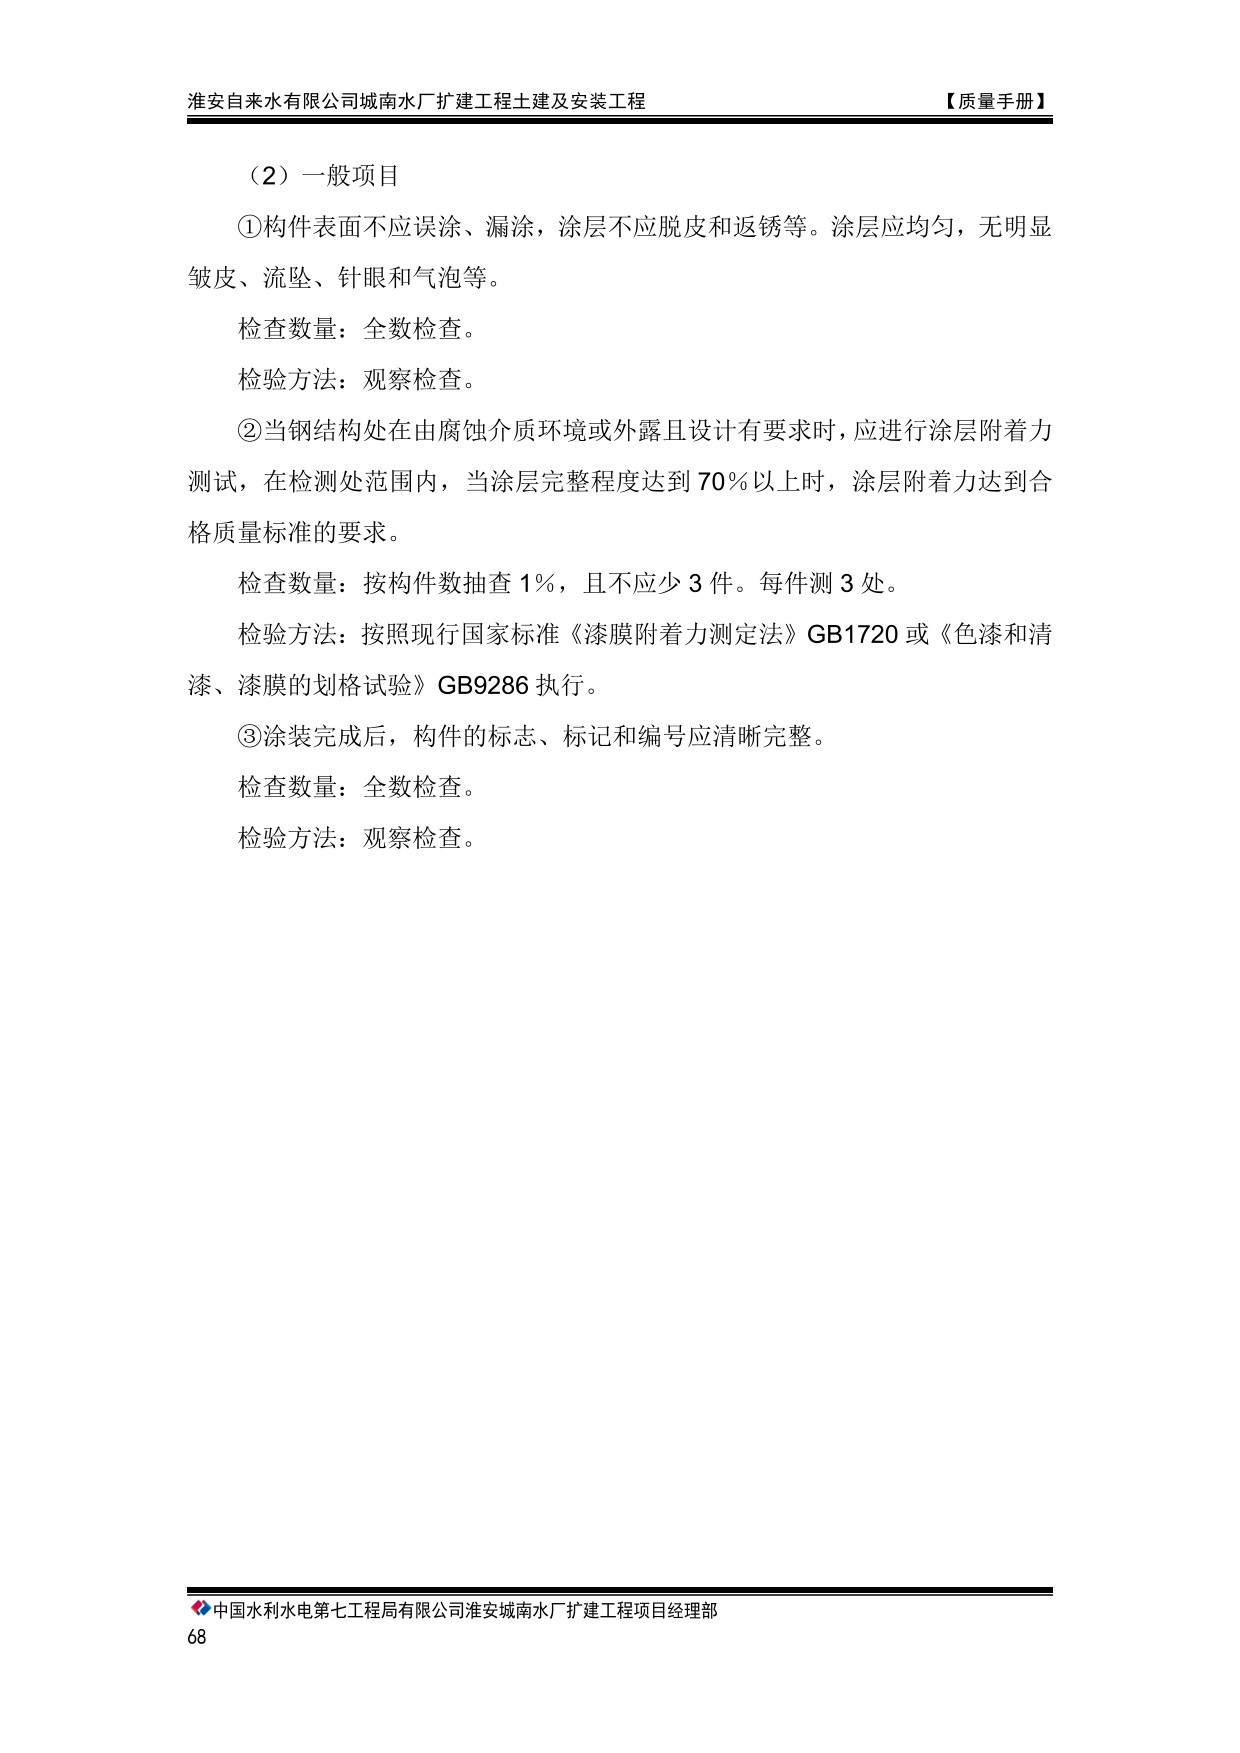 淮安自来水有限公司城南水厂扩建工程土建及安装工程 【质量手册】
（2）一般项目
①构件表面不应误涂、漏涂，涂层不应脱皮和返锈等。涂层应均匀，无明显
皱皮、流坠、针眼和气泡等。
检查数量：全数检查。
检验方法：观察检查。
②当钢结构处在由腐蚀介质环境或外露且设计有要求时，应进行涂层附着力
测试，在检测处范围内，当涂层完整程度达到 70％以上时，涂层附着力达到合
格质量标准的要求。
检查数量：按构件数抽查 1％，且不应少 3 件。每件测 3 处。
检验方法：按照现行国家标准《漆膜附着力测定法》GB1720 或《色漆和清
漆、漆膜的划格试验》GB9286 执行。
③涂装完成后，构件的标志、标记和编号应清晰完整。
检查数量：全数检查。
检验方法：观察检查。
中国水利水电第七工程局有限公司淮安城南水厂扩建工程项目经理部
68